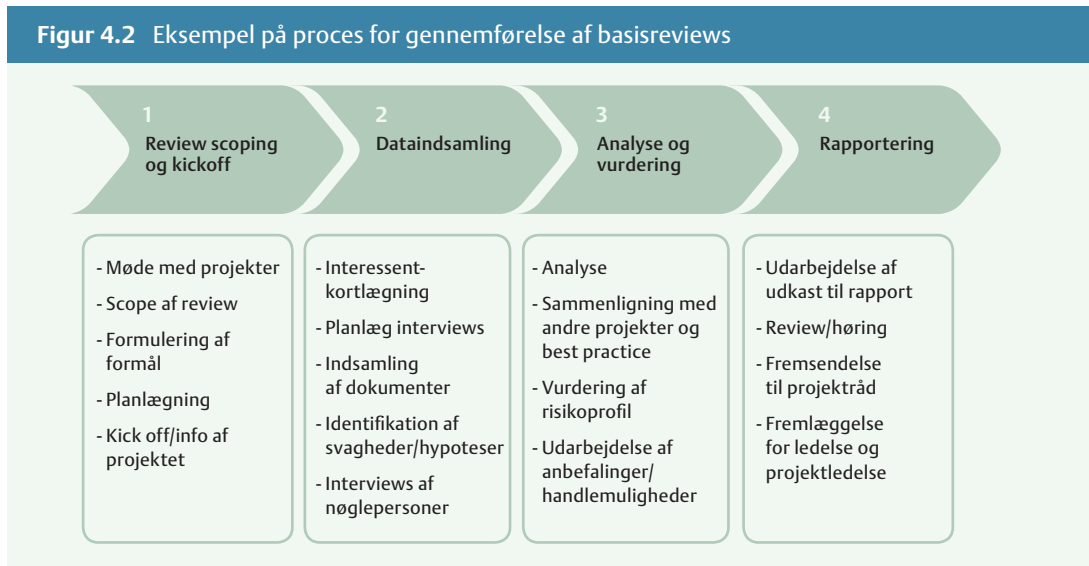 Figur 4.2 Eksempel på proces for gennemførelse af basisreviews
1
Review scoping
og kickoff
2
Dataindsamling
3
Analyse og
vurdering
4
Rapportering
- Møde med projekter
- Scope af review
- Formulering af
formål
- Planlægning
- Kick off/info af
projektet
- Interessent-
kortlægning
- Planlæg interviews
- Indsamling
af dokumenter
- Identifikation af
svagheder/hypoteser
- Interviews af
nøglepersoner
- Analyse
- Sammenligning med
andre projekter og
best practice
- Vurdering af
risikoprofil
- Udarbejdelse af
anbefalinger/
handlemuligheder
- Udarbejdelse af
udkast til rapport
- Review/høring
- Fremsendelse
til projektråd
- Fremlæggelse
for ledelse og
projektledelse